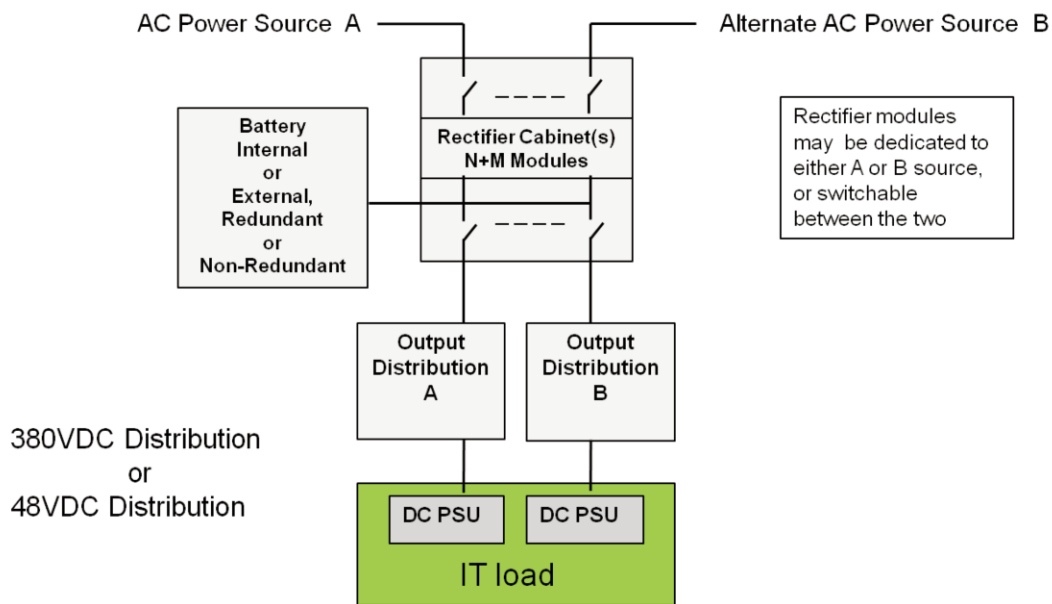 AC Power Source A
Alternate AC Power Source B
Battery
Internal
or
External,
Redundant
or
Non-Redundant
Rectifier Cabinet(s)
N+M Modules
Rectifier modules
may be dedicated to
either A or B source,
or switchable
between the two
Output
Distribution
A
Output
Distribution
B
380VDC Distribution
or
48VDC Distribution
DC PSU
DC PSU
IT load